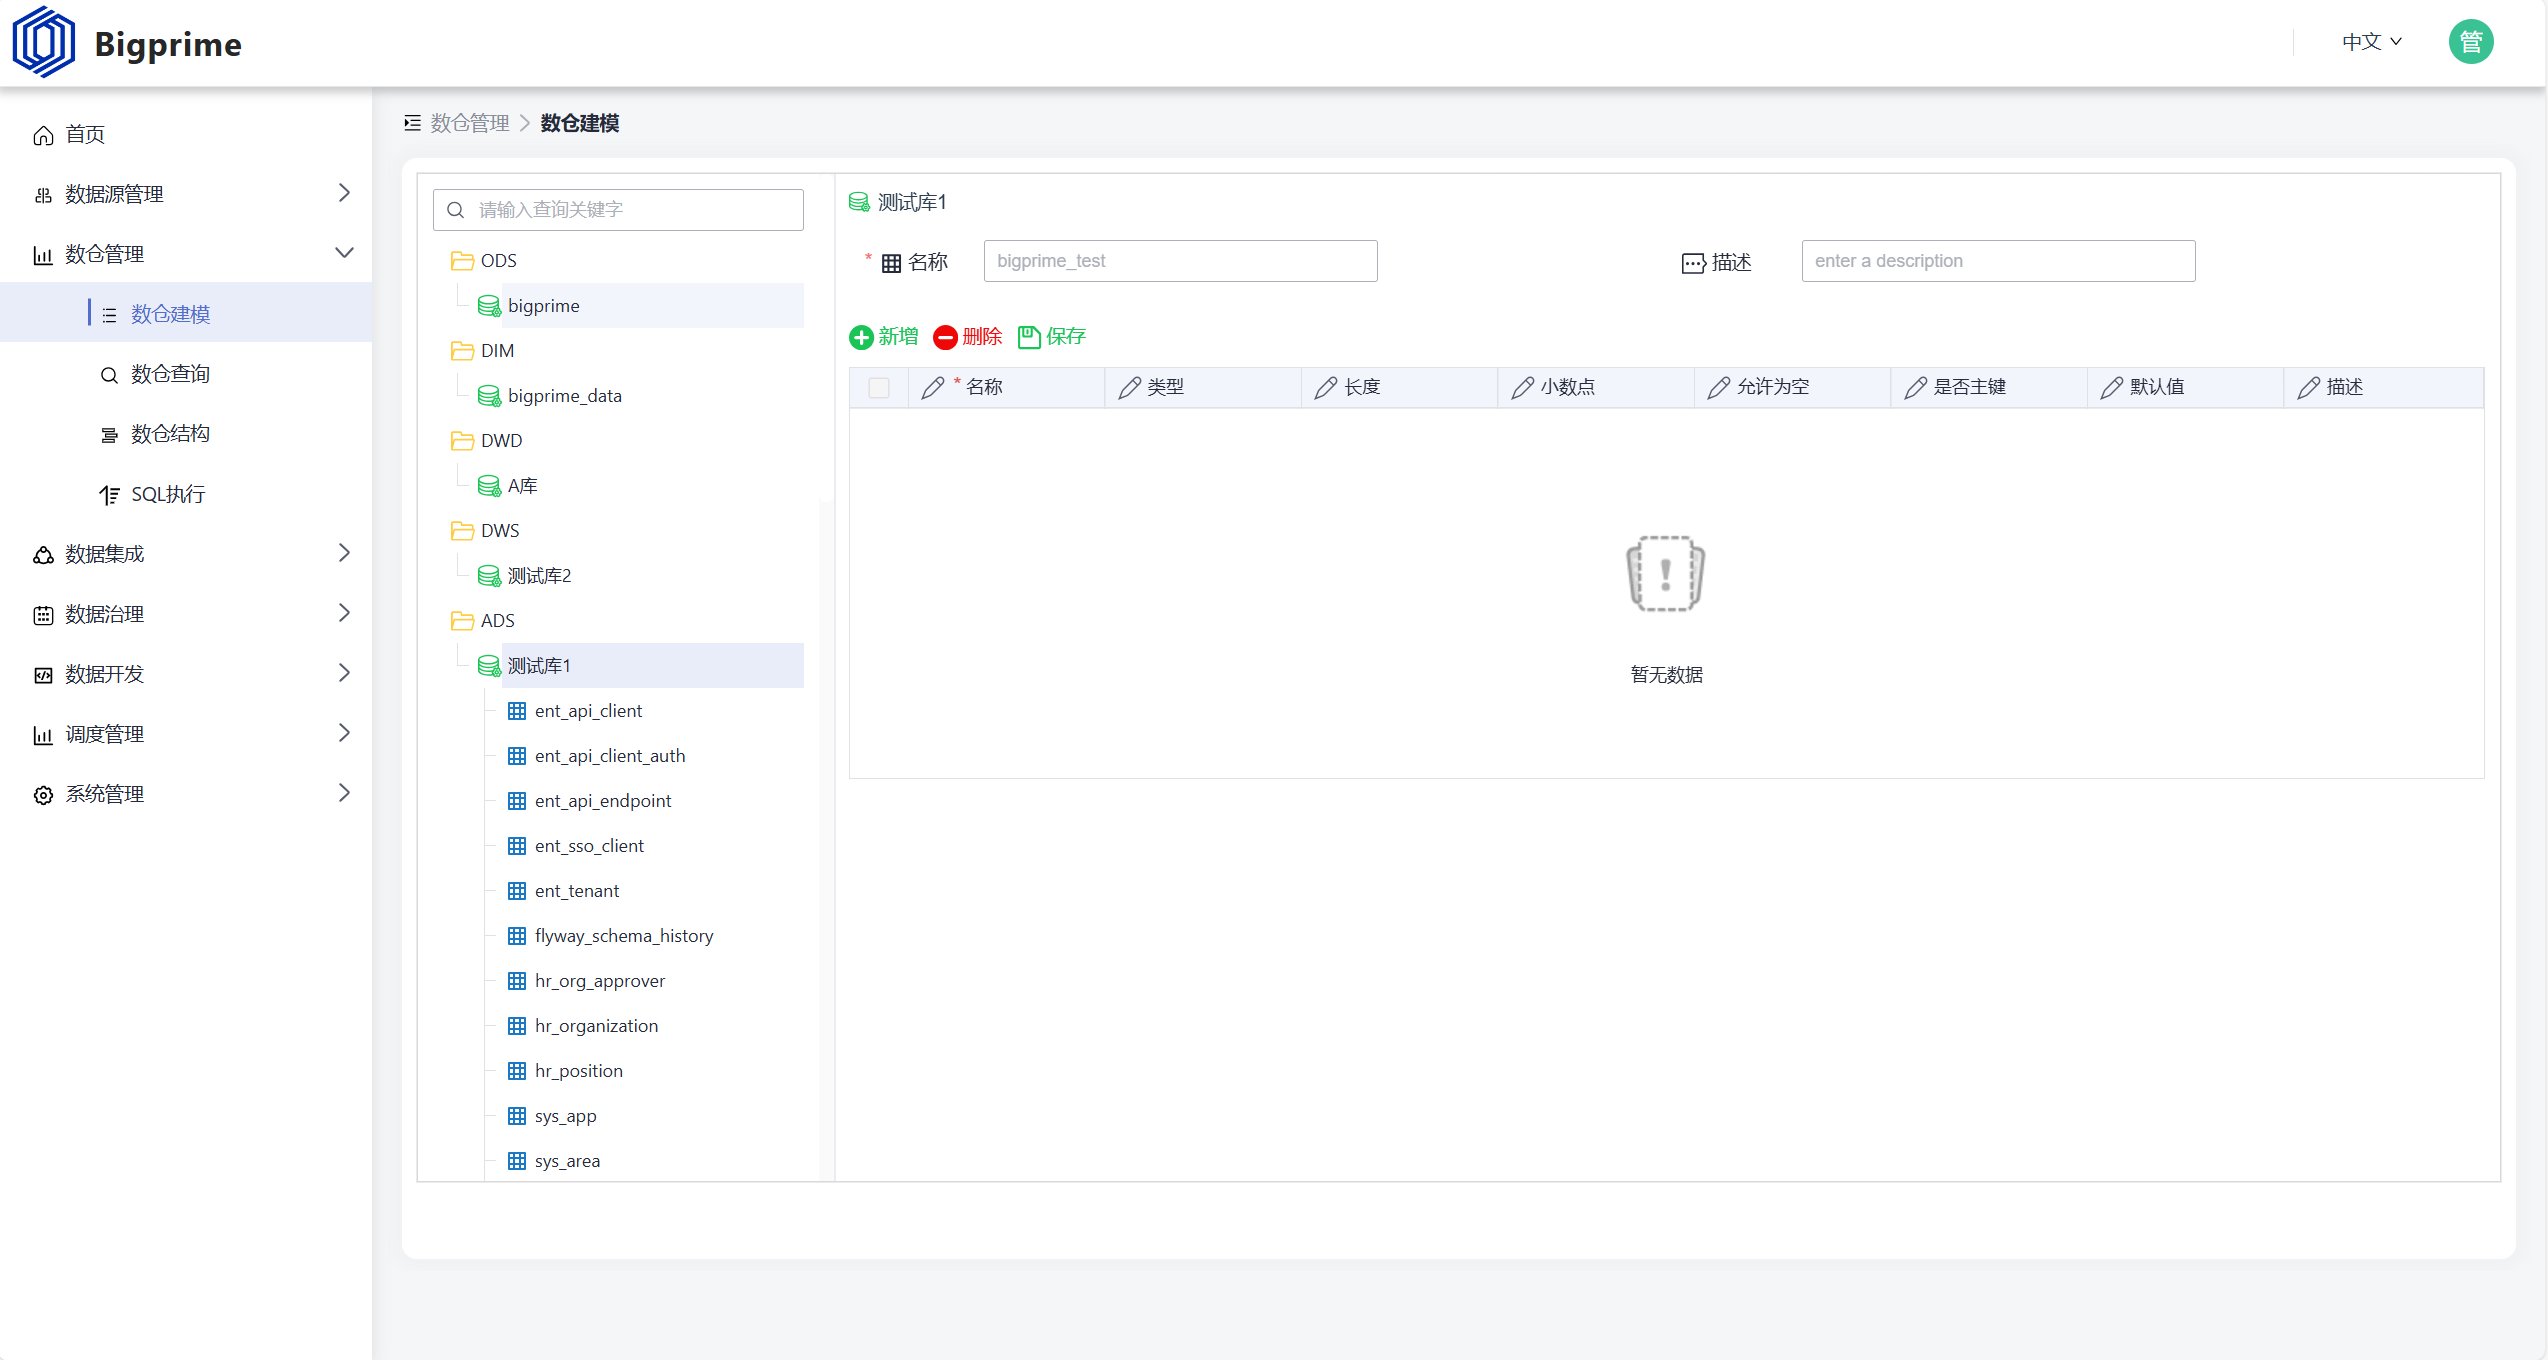 Bigprime
中文
管
首页
数据源管理
数仓管理
数仓建模
数仓查询
数仓结构
SQL执行
数据集成
数据治理
数据开发
调度管理
系统管理
数仓管理 > 数仓建模
请输入查询关键字
ODS
bigprime
DIM
bigprime_data
DWD
A库
DWS
测试库2
ADS
测试库1
ent_api_client
ent_api_client_auth
ent_api_endpoint
ent_sso_client
ent_tenant
flyway_schema_history
hr_org_approver
hr_organization
hr_position
sys_app
sys_area
测试库1
* 名称 bigprime_test 描述 enter a description
新增 删除 保存
* 名称 类型 长度 小数点 允许为空 是否主键 默认值 描述
暂无数据